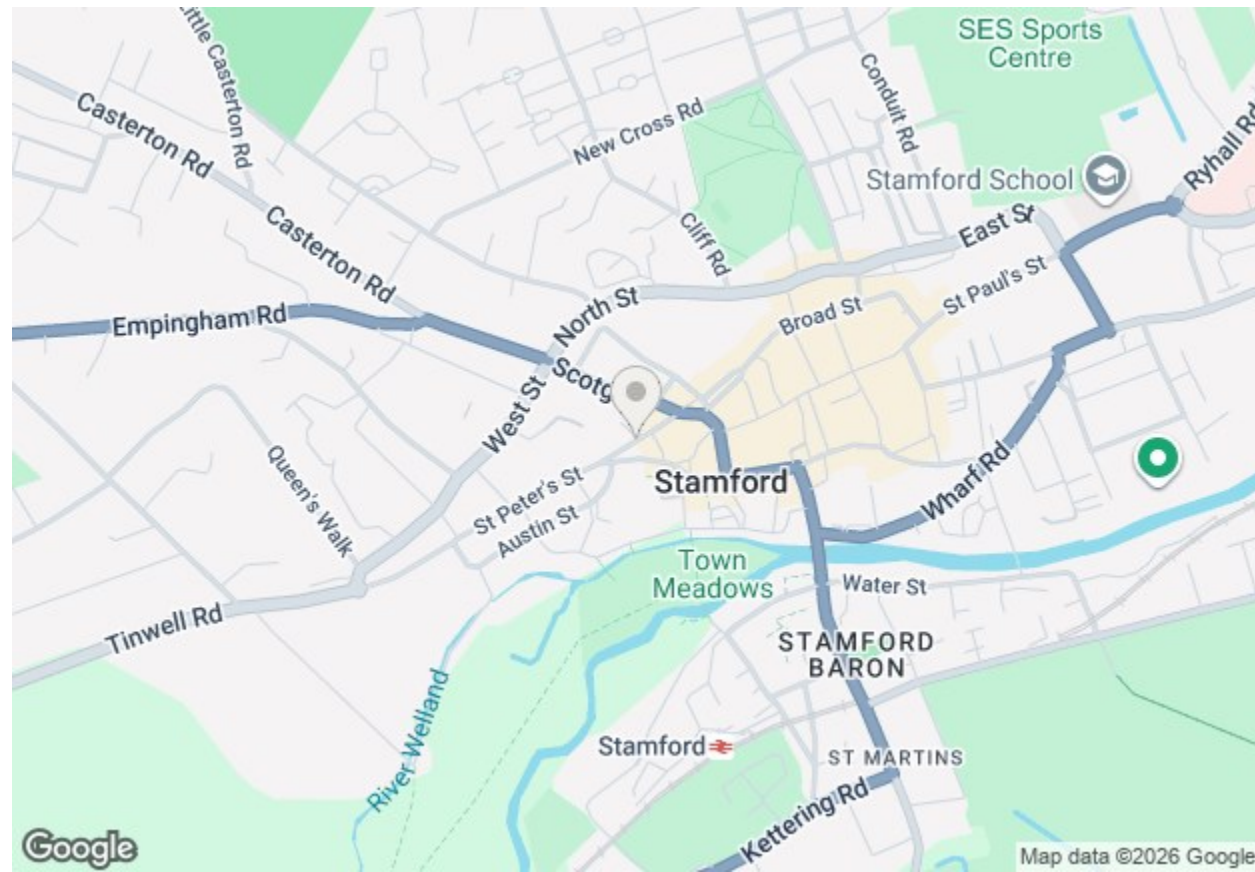 SES Sports
Centre
Little Casterton Rd
Casterton Rd
New Cross Rd
Conduit Rd
Ryhall Rd
Stamford School
Casterton Rd
Cliff Rd
East St
Empingham Rd
North St
Broad St
St Paul's St
West St
Queen's Walk
St Peter's St
Austin St
Stamford
Wharf Rd
Town
Meadows
Water St
Tinwell Rd
STAMFORD
BARON
River Welland
Stamford
ST MARTINS
Kettering Rd
Google
Map data ©2026 Google